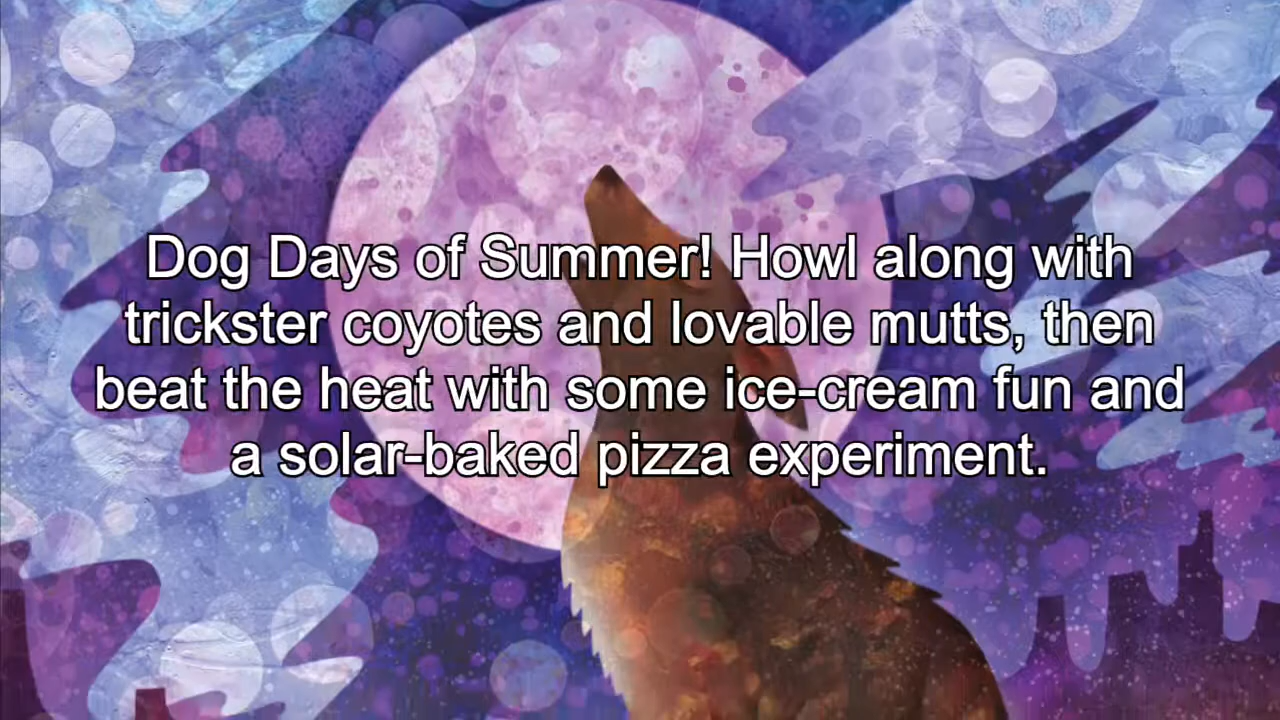 Dog Days of Summer! Howl along with
trickster coyotes and lovable mutts, then
beat the heat with some ice-cream fun and
a solar-baked pizza experiment.